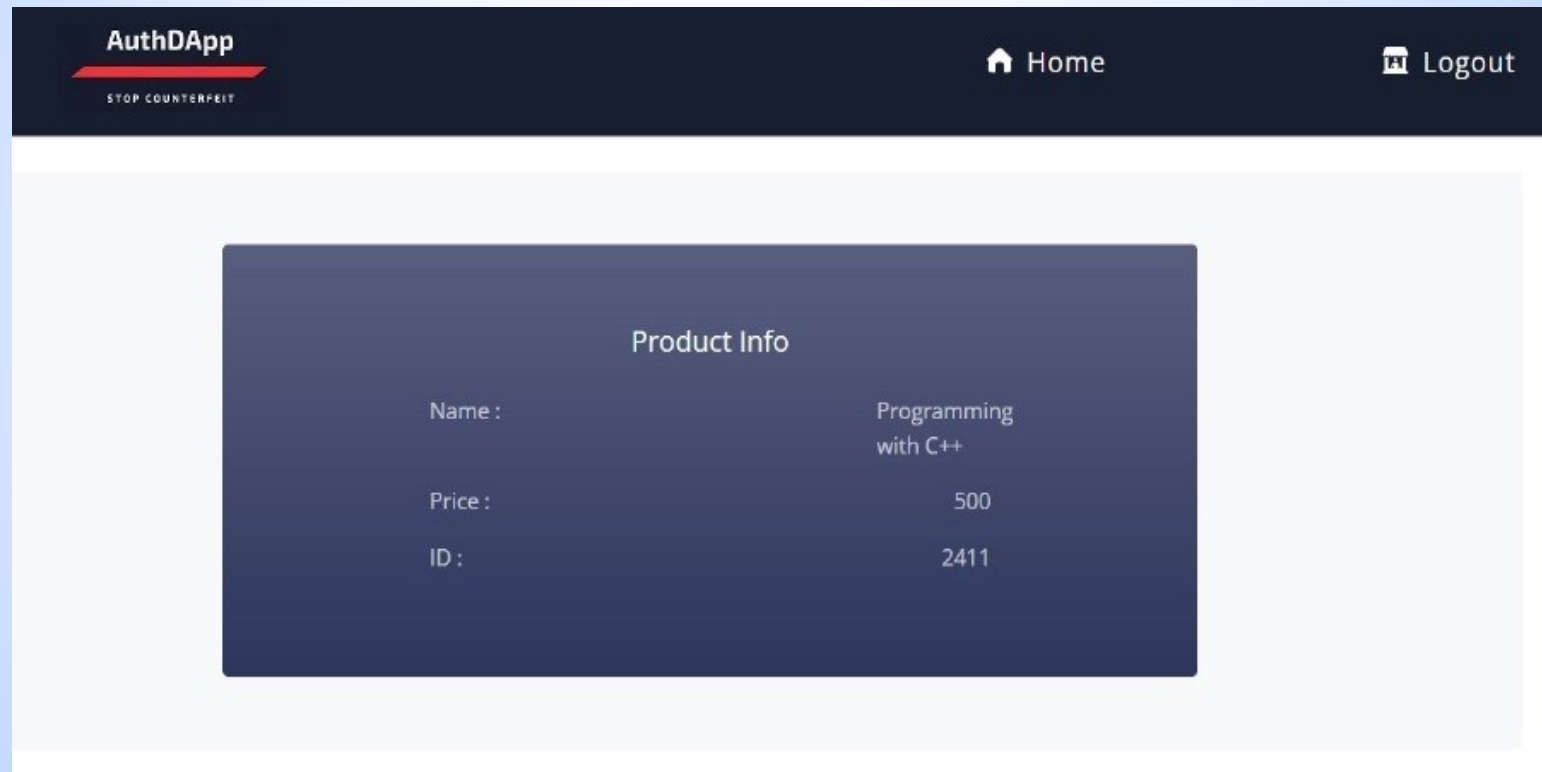 AuthDApp
STOP COUNTERFEIT
Home
Logout
Product Info
Name : Programming
with C++
Price : 500
ID : 2411